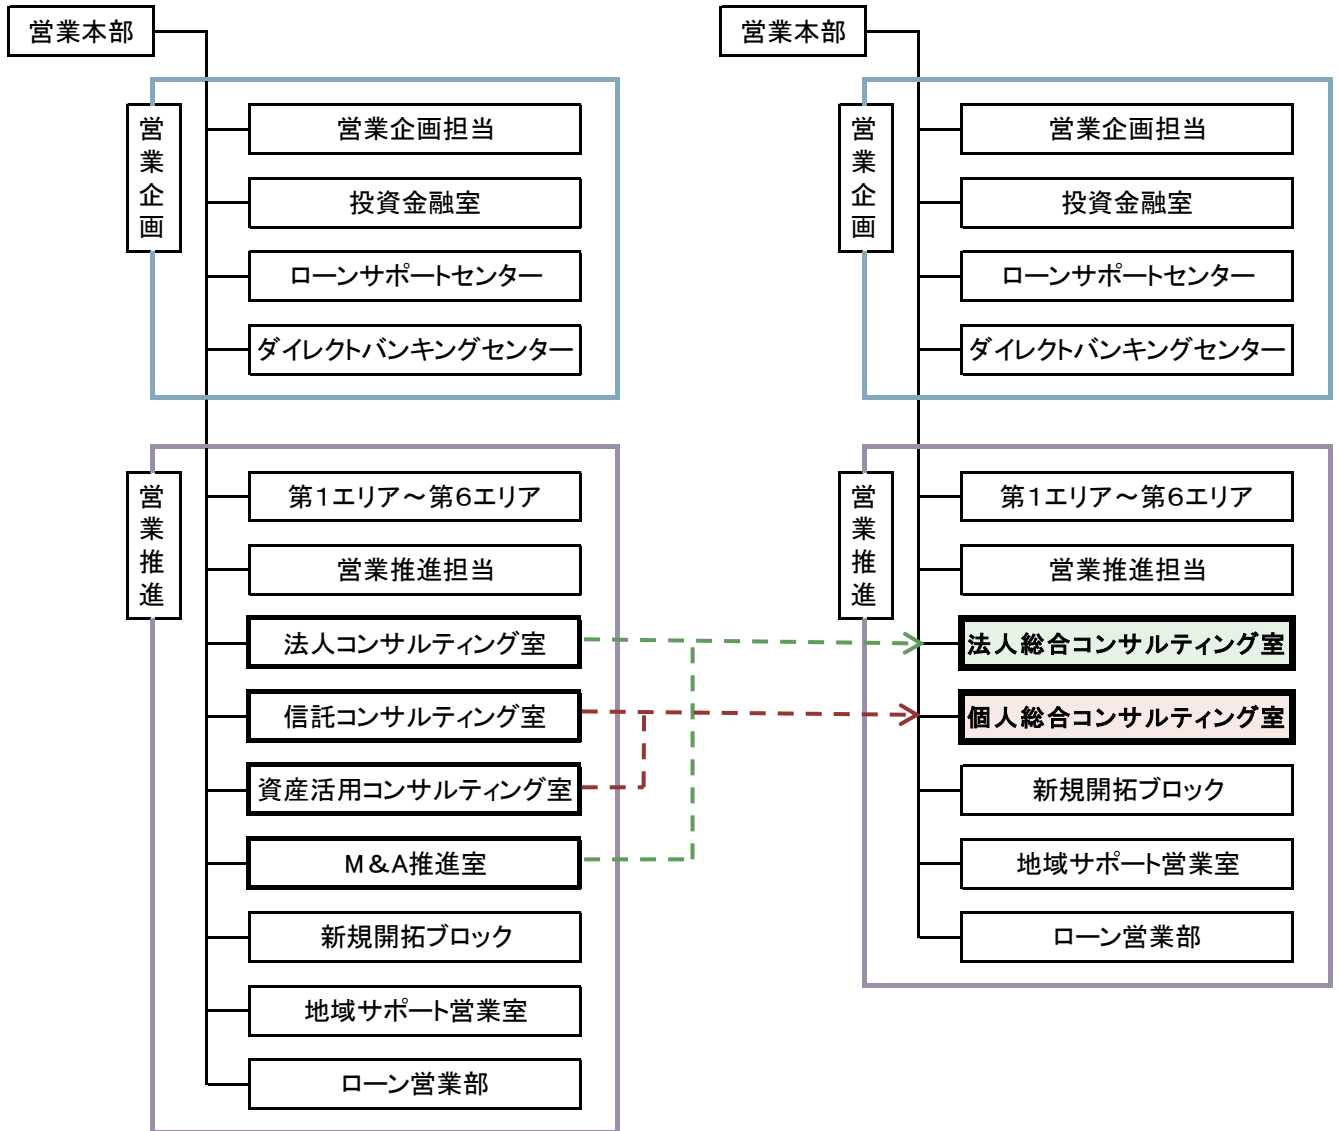 営業本部
営業企画
営業企画担当
投資金融室
ローンサポートセンター
ダイレクトバンキングセンター
営業推進
第1エリア～第6エリア
営業推進担当
法人コンサルティング室
信託コンサルティング室
資産活用コンサルティング室
M&A推進室
新規開拓ブロック
地域サポート営業室
ローン営業部
営業本部
営業企画
営業企画担当
投資金融室
ローンサポートセンター
ダイレクトバンキングセンター
営業推進
第1エリア～第6エリア
営業推進担当
法人総合コンサルティング室
個人総合コンサルティング室
新規開拓ブロック
地域サポート営業室
ローン営業部